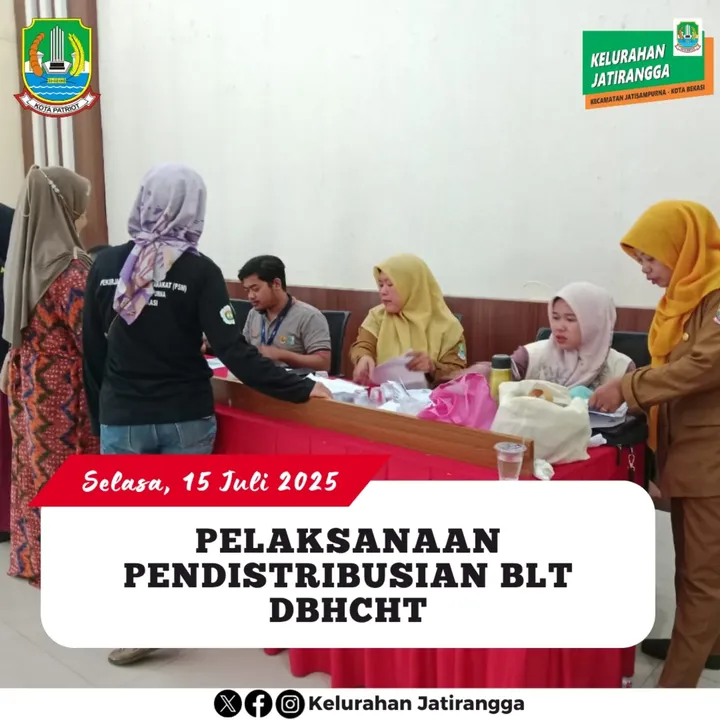 KOTA PATRIOT
KELURAHAN
JATIRANGGA
KECAMATAN JATISAMPURNA - KOTA BEKASI
Selasa, 15 Juli 2025
PELAKSANAAN
PENDISTRIBUSIAN BLT
DBHCHT
Kelurahan Jatirangga